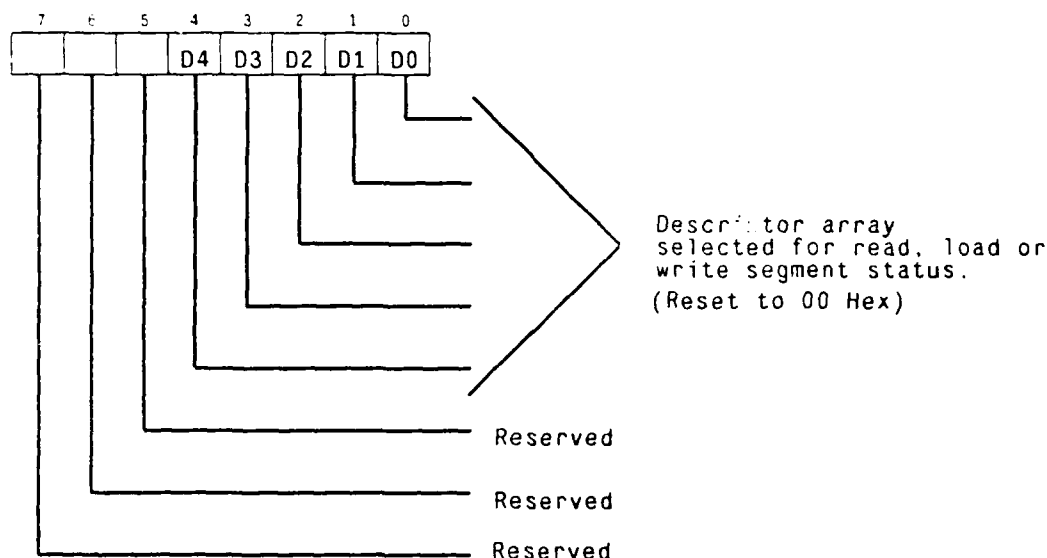 7 6 5 4 3 2 1 0
D4 D3 D2 D1 D0
array
selected for read, load or
write segment status.
(Reset to 00 Hex)
Reserved
Reserved
Reserved